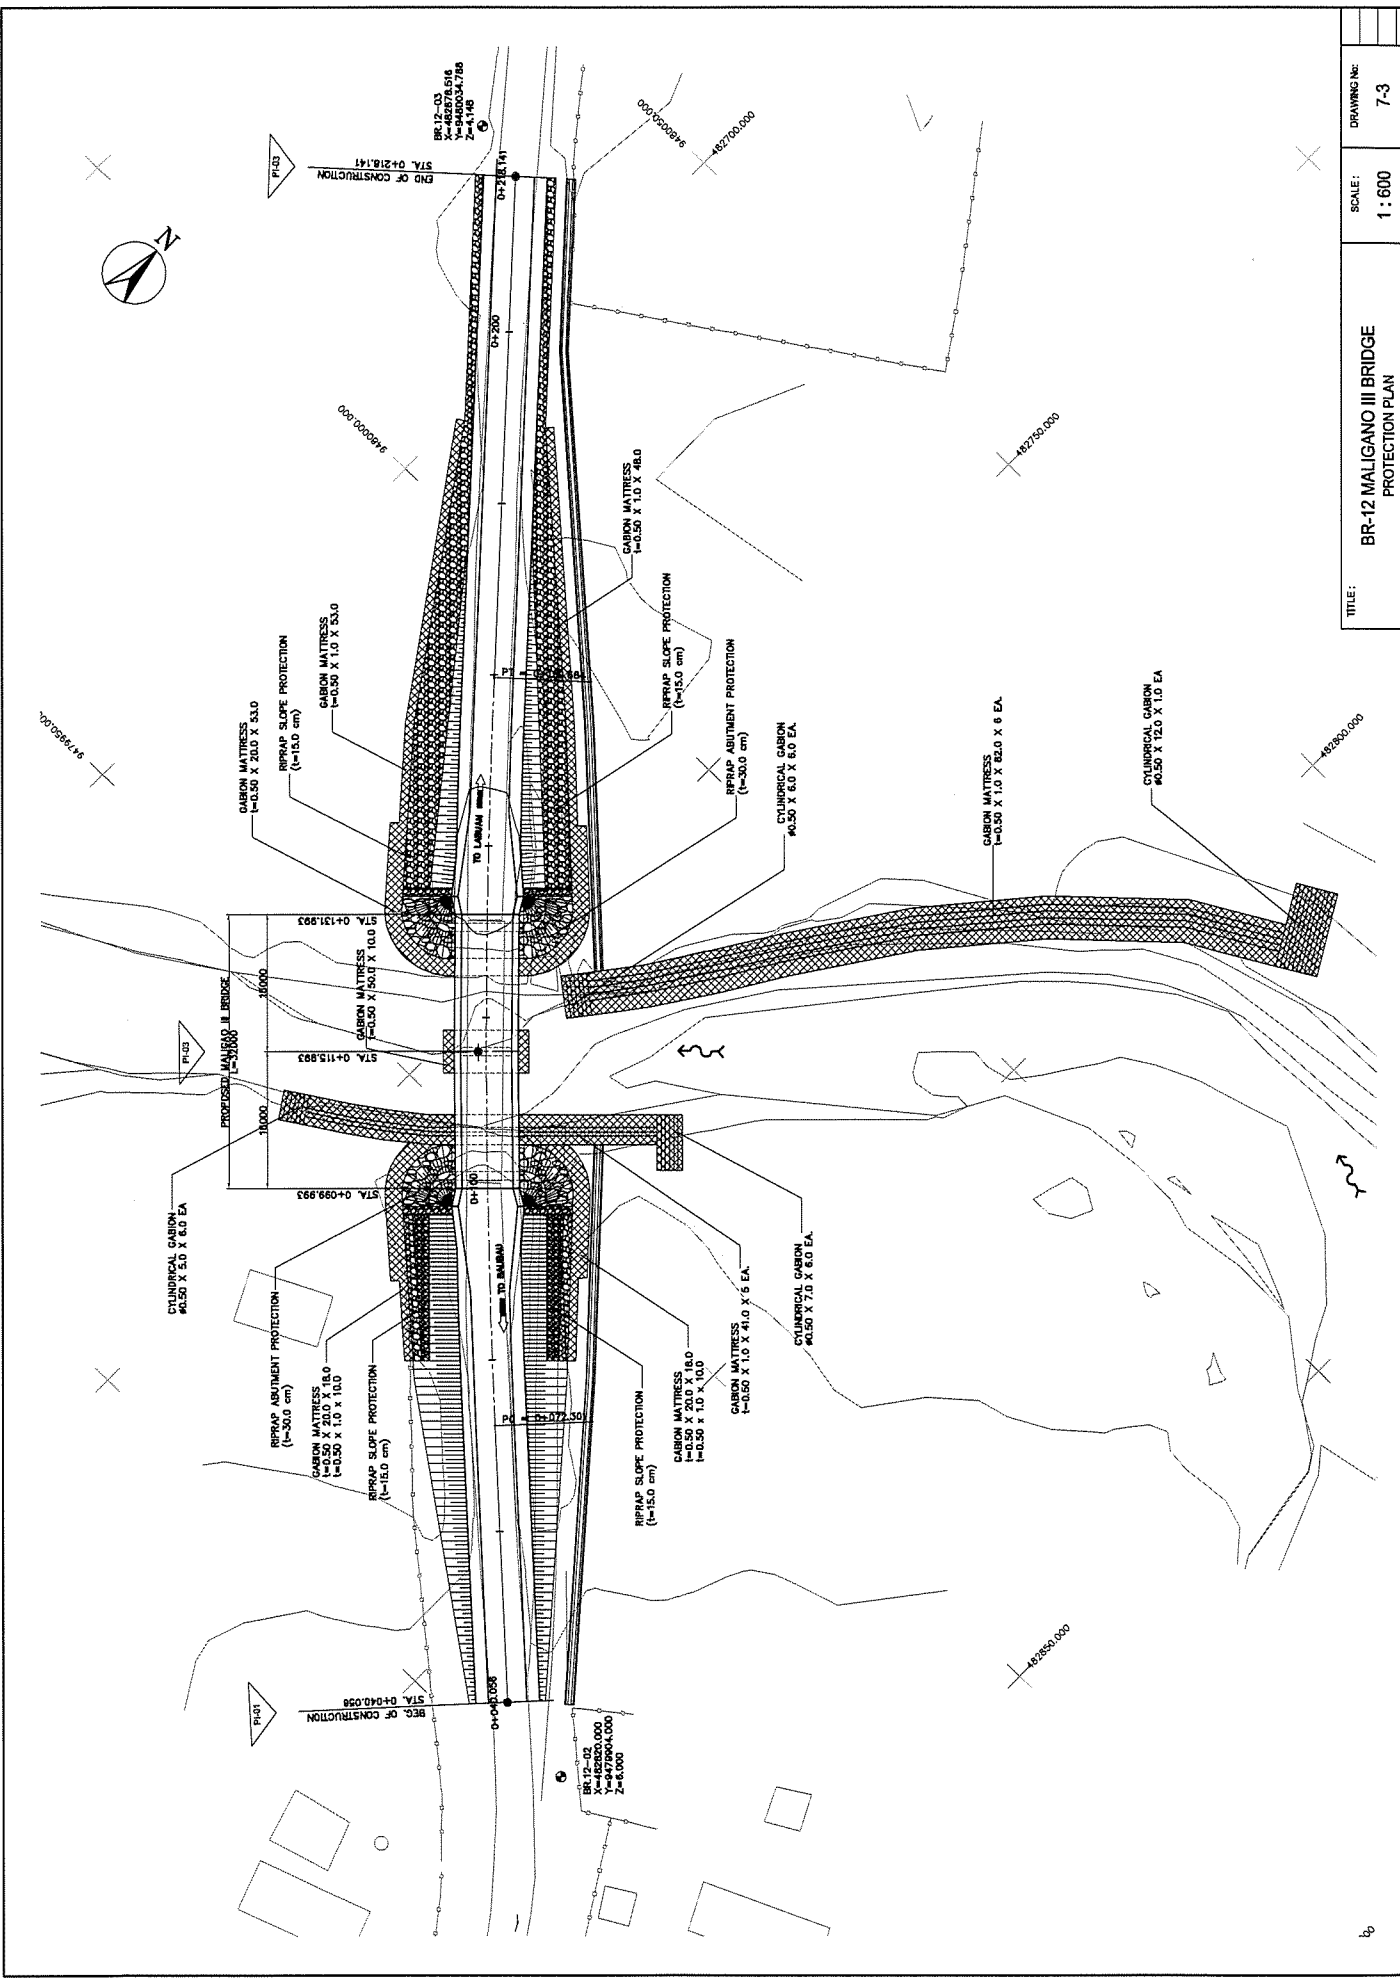 BR.12-03
X=482678.516
Y=9480034.788
Z=4.148
PI-03
END OF CONSTRUCTION
STA. 0+218.141
0+218.141
N
9480050.000
482700.000
0+200
9480000.000
482750.000
GABION MATTRESS
t=0.50 X 1.0 X 48.0
GABION MATTRESS
t=0.50 X 1.0 X 53.0
RIPRAP SLOPE PROTECTION
(t=15.0 cm)
GABION MATTRESS
t=0.50 X 20.0 X 53.0
RIPRAP SLOPE PROTECTION
(t=15.0 cm)
RIPRAP ABUTMENT PROTECTION
(t=30.0 cm)
CYLINDRICAL GABION
ø0.50 X 6.0 X 6.0 EA.
GABION MATTRESS
t=0.50 X 1.0 X 82.0 X 6 EA.
CYLINDRICAL GABION
ø0.50 X 12.0 X 1.0 EA
482800.000
TO
STA. 0+131.993
GABION MATTRESS
t=0.50 X 50.0 X 10.0
STA. 0+115.993
PI-03
PROPOSED MALIGAO III BRIDGE
L=32000
16000
16000
STA. 0+099.993
0+100
CYLINDRICAL GABION
ø0.50 X 5.0 X 6.0 EA
RIPRAP ABUTMENT PROTECTION
(t=30.0 cm)
GABION MATTRESS
t=0.50 X 20.0 X 18.0
t=0.50 X 1.0 X 10.0
RIPRAP SLOPE PROTECTION
(t=15.0 cm)
TO BAUBAU
RIPRAP SLOPE PROTECTION
(t=15.0 cm)
GABION MATTRESS
t=0.50 X 20.0 X 18.0
t=0.50 X 1.0 X 10.0
GABION MATTRESS
t=0.50 X 1.0 X 41.0 X 5 EA.
CYLINDRICAL GABION
ø0.50 X 7.0 X 6.0 EA.
PI-01
BEG. OF CONSTRUCTION
STA. 0+040.058
0+040.058
BR.12-02
X=482820.000
Y=9479904.000
Z=6.000
482850.000
TITLE:
BR-12 MALIGANO III BRIDGE
PROTECTION PLAN
SCALE:
1 : 600
DRAWING No:
7-3